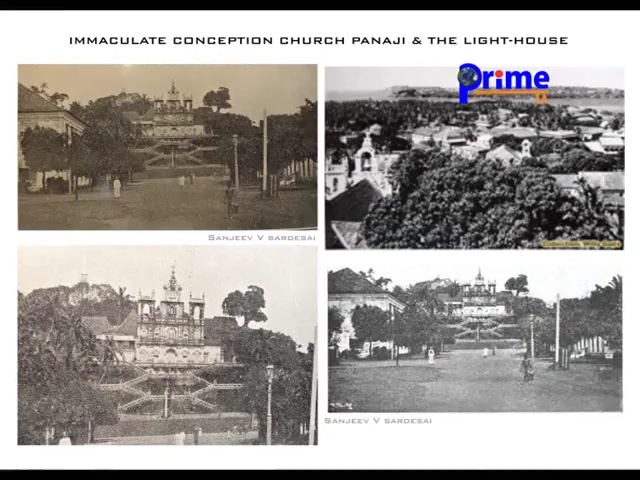 IMMACULATE CONCEPTION CHURCH PANAJI & THE LIGHT-HOUSE
Prime
SANJEEV V SARDESAI
SANJEEV V SARDESAI